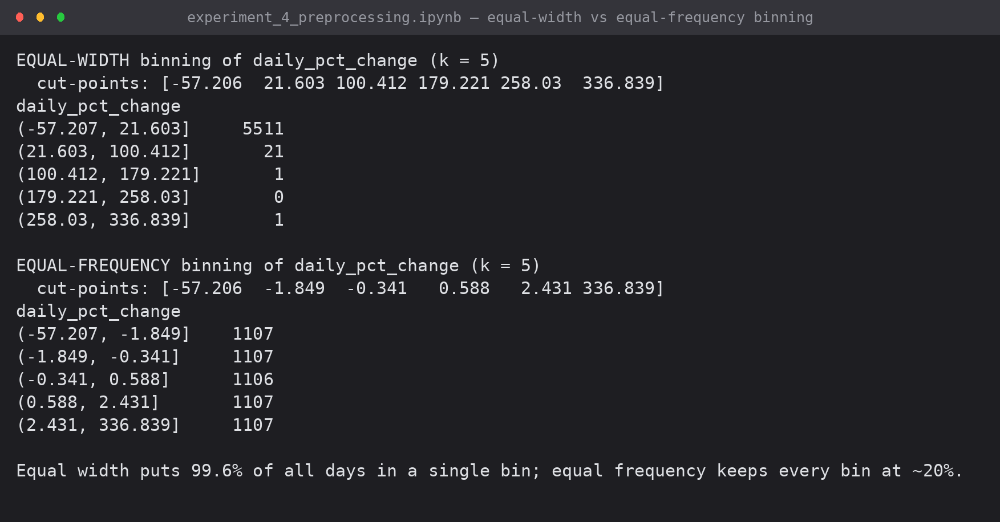 experiment_4_preprocessing.ipynb — equal-width vs equal-frequency binning
EQUAL-WIDTH binning of daily_pct_change (k = 5)
  cut-points: [-57.206  21.603 100.412 179.221 258.03  336.839]
daily_pct_change
(-57.207, 21.603]     5511
(21.603, 100.412]       21
(100.412, 179.221]       1
(179.221, 258.03]        0
(258.03, 336.839]        1

EQUAL-FREQUENCY binning of daily_pct_change (k = 5)
  cut-points: [-57.206  -1.849  -0.341   0.588   2.431 336.839]
daily_pct_change
(-57.207, -1.849]    1107
(-1.849, -0.341]     1107
(-0.341, 0.588]      1106
(0.588, 2.431]       1107
(2.431, 336.839]     1107

Equal width puts 99.6% of all days in a single bin; equal frequency keeps every bin at ~20%.